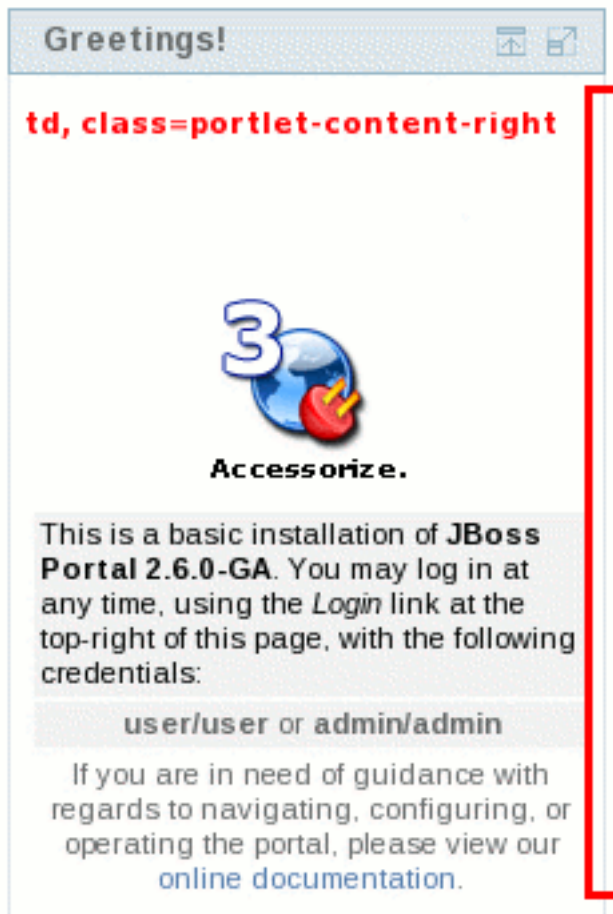 Greetings!
td, class=portlet-content-right
3
Accessorize.
This is a basic installation of JBoss
Portal 2.6.0-GA. You may log in at
any time, using the Login link at the
top-right of this page, with the following
credentials:
user/user or admin/admin
If you are in need of guidance with
regards to navigating, configuring, or
operating the portal, please view our
online documentation.